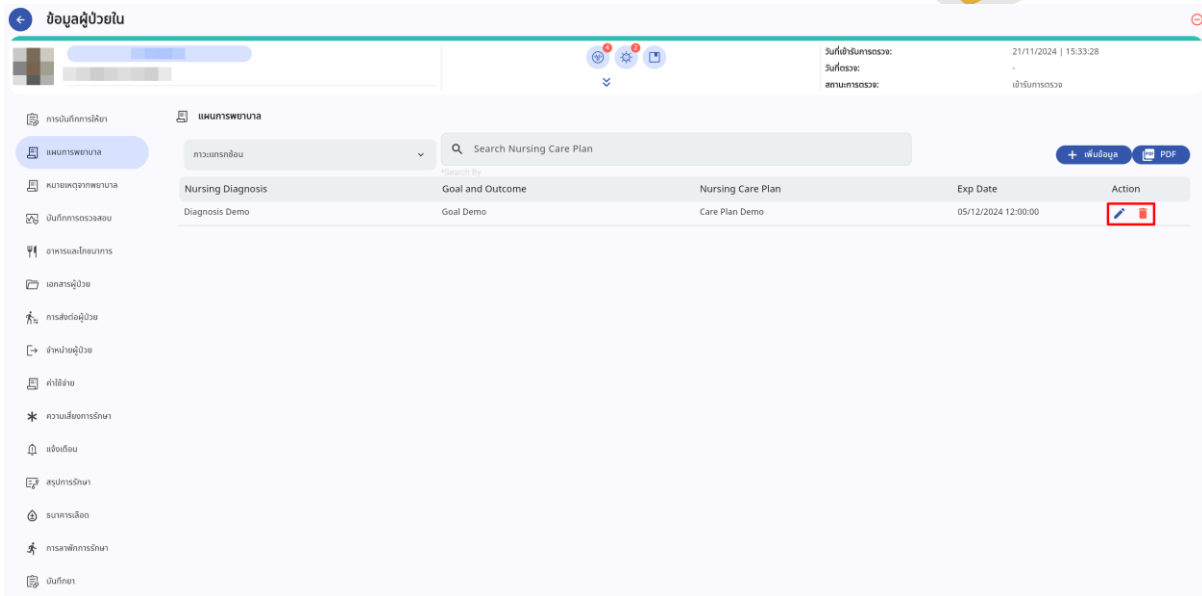 ข้อมูลผู้ป่วยใน
4
2
วันที่เข้ารับการตรวจ: 21/11/2024 | 15:33:28
วันที่ตรวจ: -
สถานะการตรวจ: เข้ารับการตรวจ
การบันทึกการให้ยา
แผนการพยาบาล
แผนการพยาบาล
ภาวะแทรกซ้อน
Search Nursing Care Plan
*Search By
เพิ่มข้อมูล
PDF
หมายเหตุจากพยาบาล
Nursing Diagnosis Goal and Outcome Nursing Care Plan Exp Date Action
Diagnosis Demo Goal Demo Care Plan Demo 05/12/2024 12:00:00
บันทึกการตรวจสอบ
อาหารและโภชนาการ
เอกสารผู้ป่วย
การส่งต่อผู้ป่วย
จำหน่ายผู้ป่วย
ค่าใช้จ่าย
ความเสี่ยงการรักษา
แจ้งเตือน
สรุปการรักษา
ธนาคารเลือด
การลาพักการรักษา
บันทึกยา